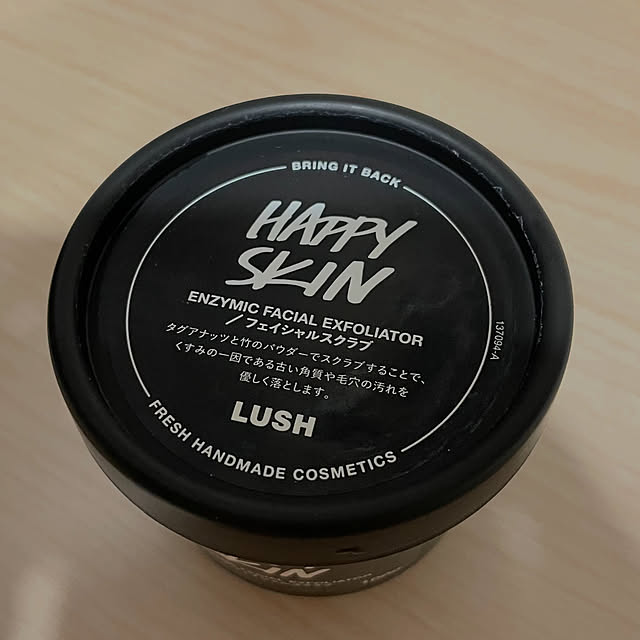 BRING IT BACK
HAPPY
SKIN
ENZYMIC FACIAL EXFOLIATOR
/フェイシャルスクラブ
タグアナッツと竹のパウダーでスクラブすることで、
くすみの一因である古い角質や毛穴の汚れを
優しく落とします。
LUSH
FRESH HANDMADE COSMETICS
137094-A
SKIN